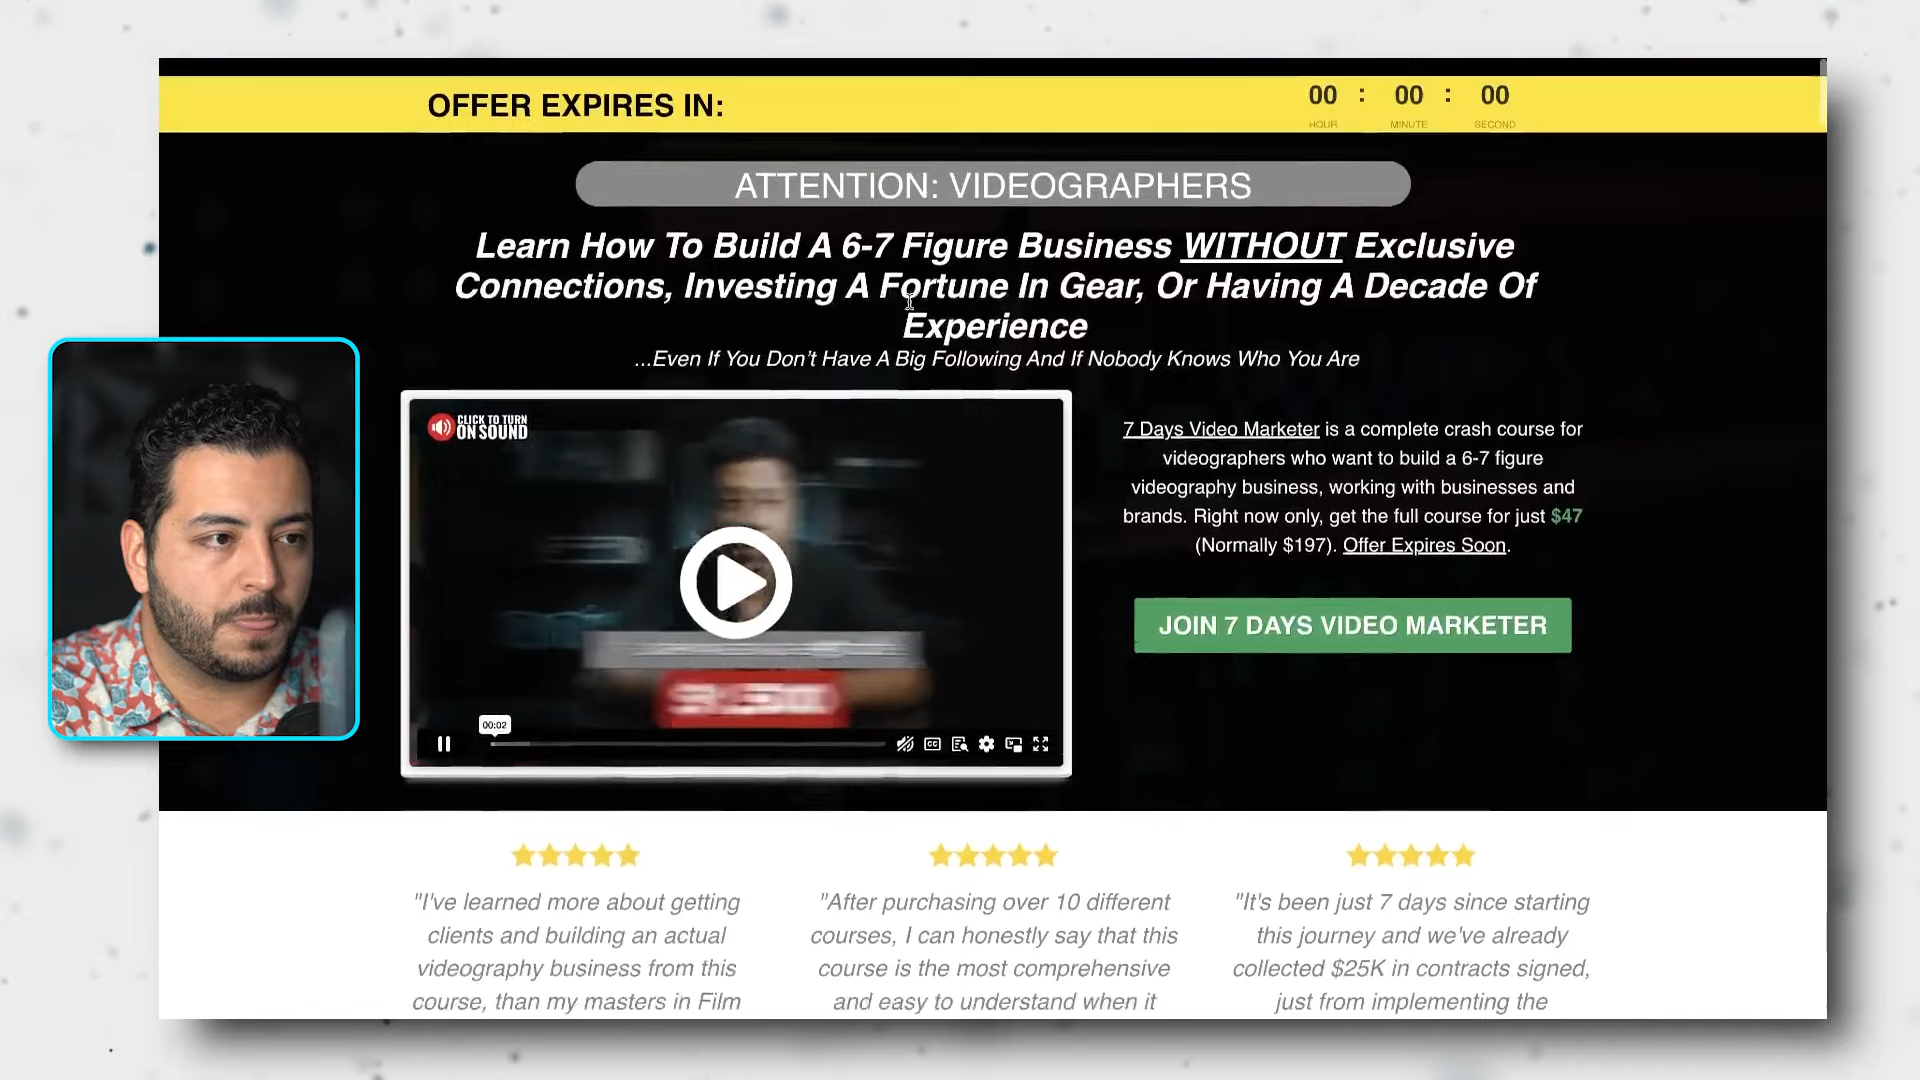 OFFER EXPIRES IN:
00 : 00 : 00
HOUR MINUTE SECOND
ATTENTION: VIDEOGRAPHERS
Learn How To Build A 6-7 Figure Business WITHOUT Exclusive
Connections, Investing A Fortune In Gear, Or Having A Decade Of
Experience
...Even If You Don't Have A Big Following And If Nobody Knows Who You Are
CLICK TO TURN
ON SOUND
00:02
CC
7 Days Video Marketer is a complete crash course for
videographers who want to build a 6-7 figure
videography business, working with businesses and
brands. Right now only, get the full course for just $47
(Normally $197). Offer Expires Soon.
JOIN 7 DAYS VIDEO MARKETER
"I've learned more about getting
clients and building an actual
videography business from this
course, than my masters in Film
"After purchasing over 10 different
courses, I can honestly say that this
course is the most comprehensive
and easy to understand when it
"It's been just 7 days since starting
this journey and we've already
collected $25K in contracts signed,
just from implementing the